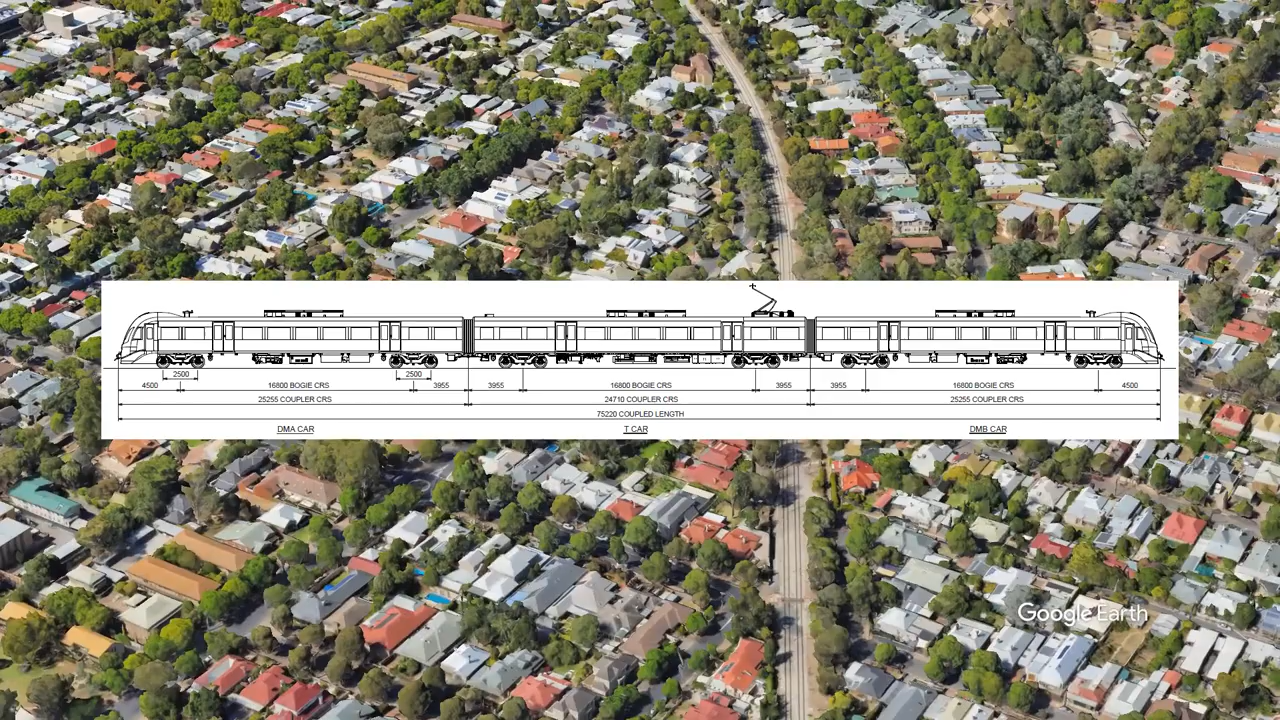 2500 2500
4500 16800 BOGIE CRS 3955 3955 16800 BOGIE CRS 3955 3955 16800 BOGIE CRS 4500
25255 COUPLER CRS 24710 COUPLER CRS 25255 COUPLER CRS
75220 COUPLED LENGTH
DMA CAR T CAR DMB CAR
Google Earth